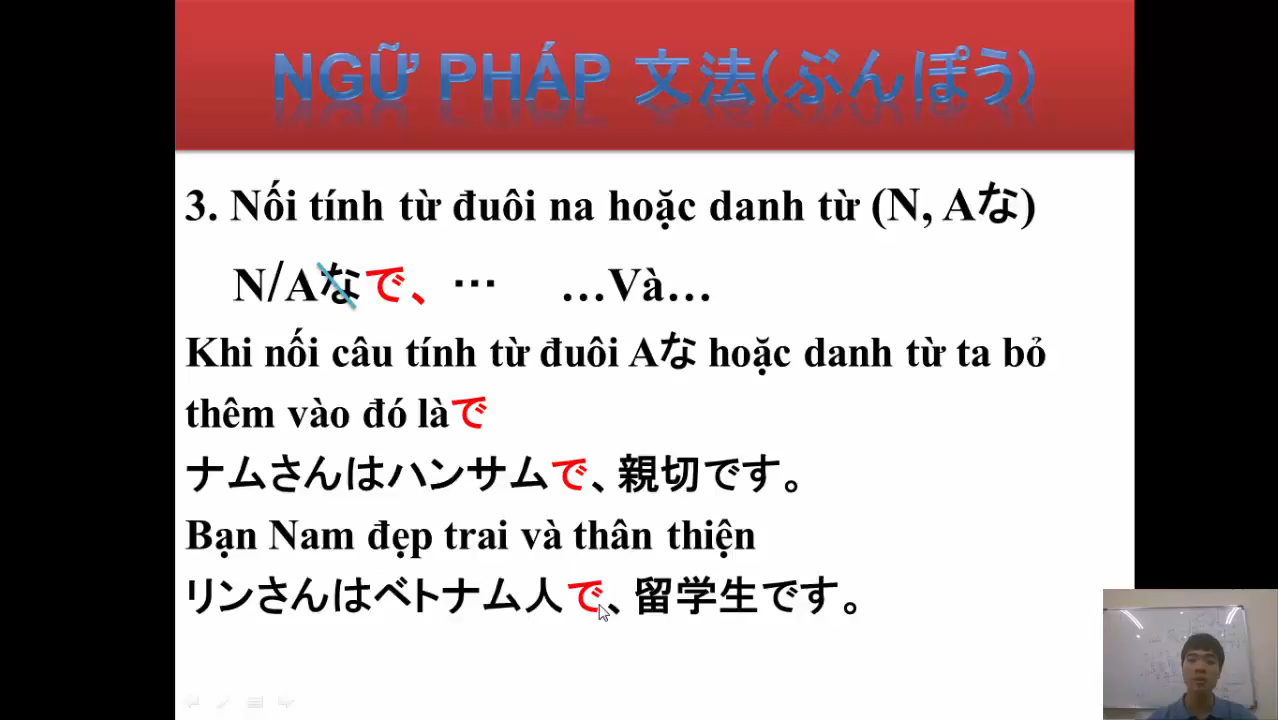 NGỮ PHÁP 文法(ぶんぽう)
3. Nối tính từ đuôi na hoặc danh từ (N, Aな)
N/Aなで、… …Và…
Khi nối câu tính từ đuôi Aな hoặc danh từ ta bỏ
thêm vào đó làで
ナムさんはハンサムで、親切です。
Bạn Nam đẹp trai và thân thiện
リンさんはベトナム人で、留学生です。